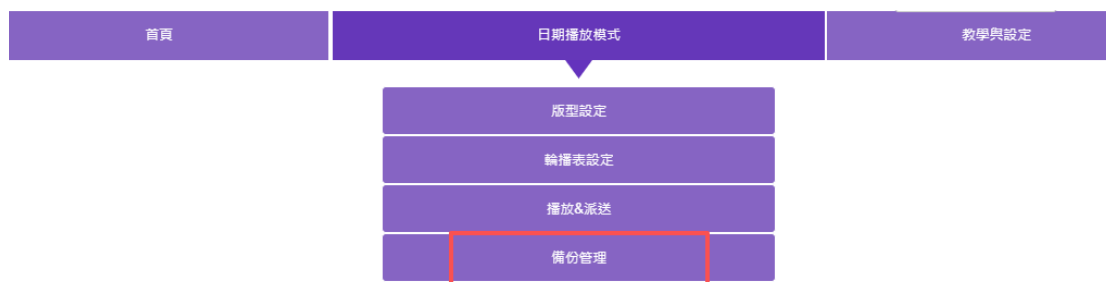 首頁
日期播放模式
教學與設定
版型設定
輪播表設定
播放&派送
備份管理